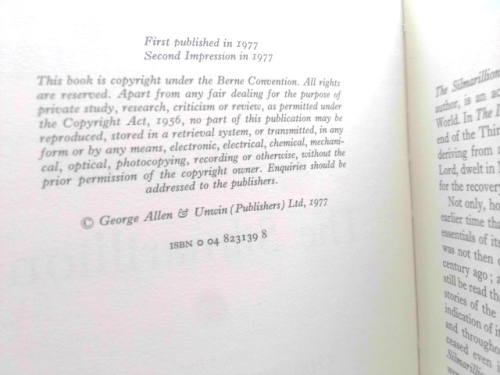 First published in 1977
Second Impression in 1977
This book is copyright under the Berne Convention. All rights
are reserved. Apart from any fair dealing for the purpose of
private study, research, criticism or review, as permitted under
the Copyright Act, 1956, no part of this publication may be
reproduced, stored in a retrieval system, or transmitted, in any
form or by any means, electronic, electrical, chemical, mechani-
cal, optical, photocopying, recording or otherwise, without the
prior permission of the copyright owner. Enquiries should be
addressed to the publishers.
© George Allen & Unwin (Publishers) Ltd, 1977
ISBN 0 04 823139 8
The Silmarillion
author, is an ac
World. In The L
end of the Thir
deriving from a
Lord, dwelt in M
for the recovery
Not only, ho
earlier time tha
essentials of its
was not then
century ago; a
still be read the
stories of the
indication of it
and through
ceased even i
Silmarillio